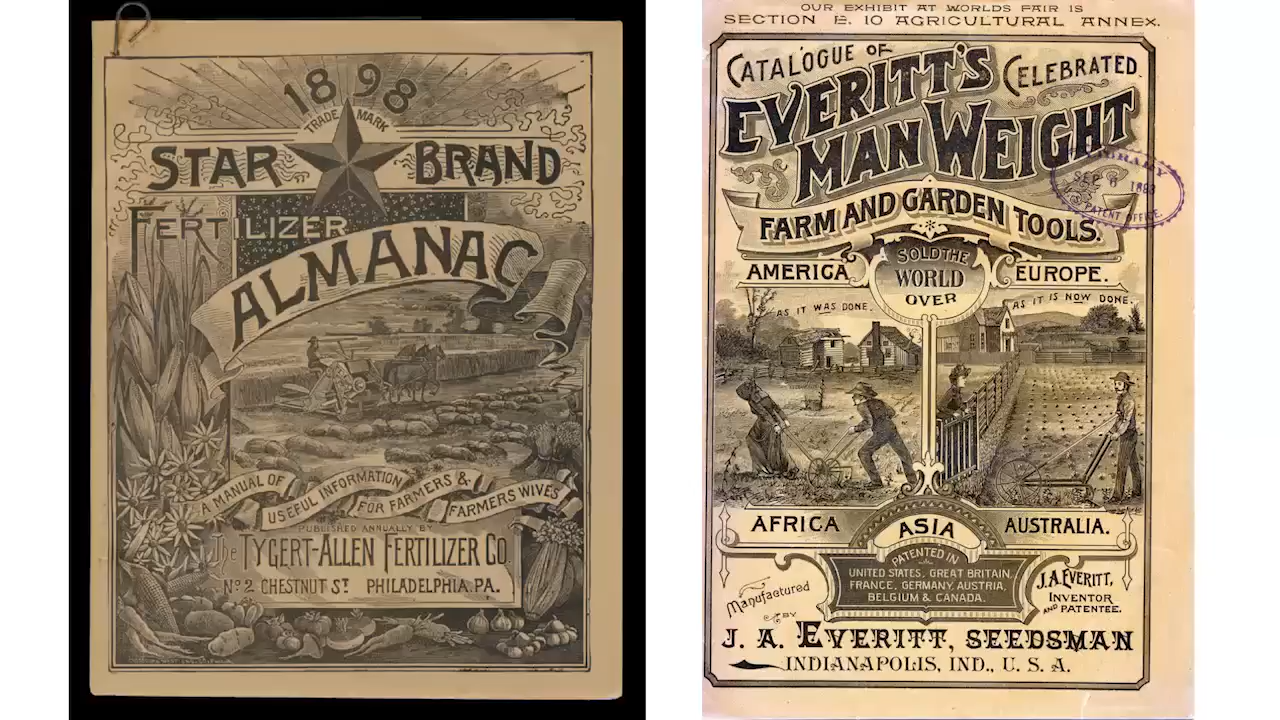 1898
TRADE MARK
STAR BRAND
FERTILIZER
ALMANAC
A MANUAL OF
USEFUL INFORMATION
FOR FARMERS &
FARMERS WIVES
PUBLISHED ANNUALLY BY
The TYGERT-ALLEN FERTILIZER CO.
No. 2 CHESTNUT ST. PHILADELPHIA. PA.
OUR EXHIBIT AT WORLDS FAIR IS
SECTION E. 10 AGRICULTURAL ANNEX.
CATALOGUE OF
EVERITT'S CELEBRATED
MAN WEIGHT
LIBRARY
SEP 6 1893
PATENT OFFICE
FARM AND GARDEN TOOLS.
SOLD THE
WORLD
OVER
AMERICA EUROPE.
AS IT WAS DONE. AS IT IS NOW DONE.
AFRICA ASIA AUSTRALIA.
PATENTED IN
UNITED STATES, GREAT BRITAIN,
FRANCE, GERMANY, AUSTRIA,
BELGIUM & CANADA.
Manufactured
BY
J.A. EVERITT,
INVENTOR
AND PATENTEE.
J. A. EVERITT, SEEDSMAN
INDIANAPOLIS, IND., U. S. A.